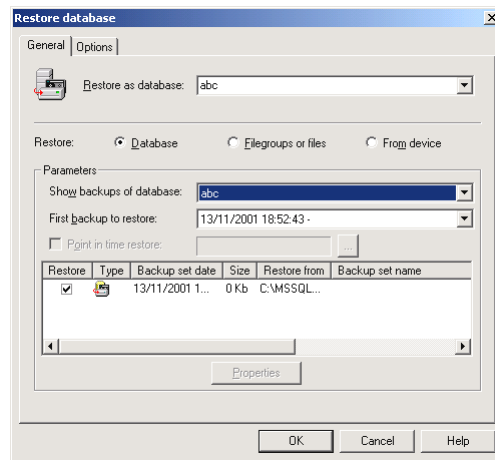 Restore database
General Options
Restore as database: abc
Restore: Database Filegroups or files From device
Parameters
Show backups of database: abc
First backup to restore: 13/11/2001 18:52:43 -
Point in time restore: ...
Restore Type Backup set date Size Restore from Backup set name
13/11/2001 1... 0 Kb C:\MSSQL...
Properties
OK Cancel Help